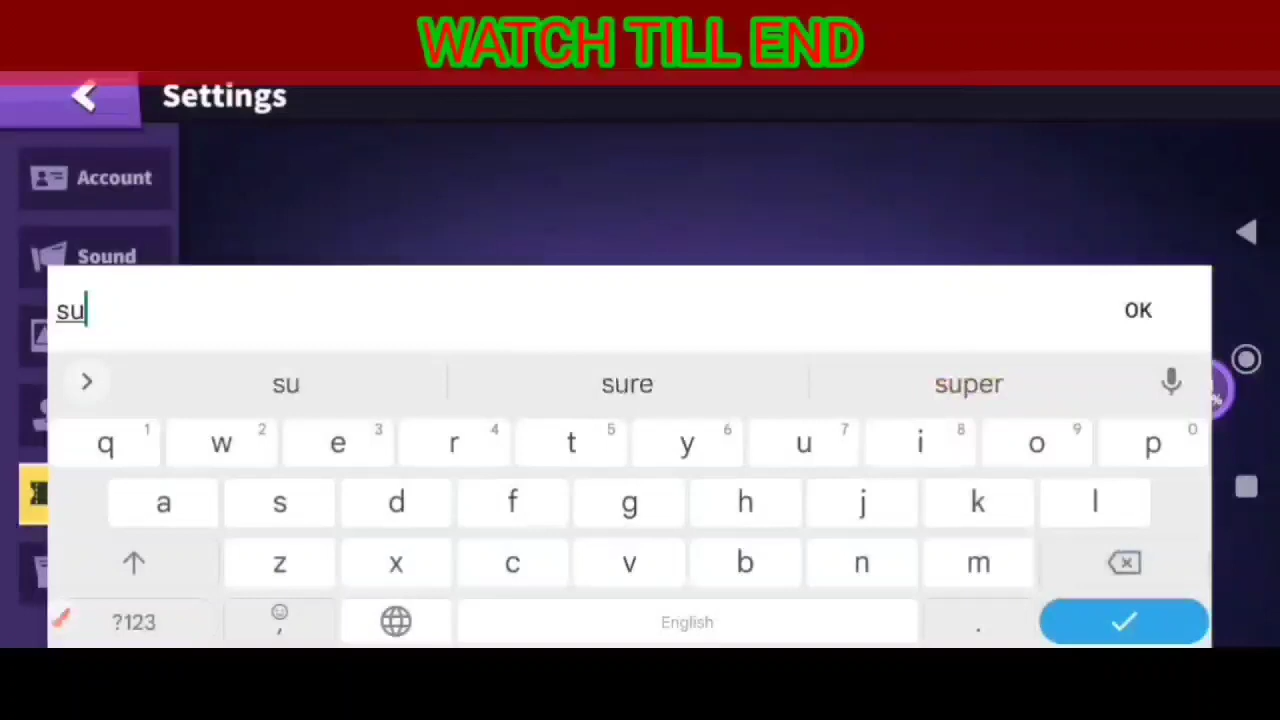 WATCH TILL END
Settings
Account
Sound
su
OK
su sure super
q 1 w 2 e 3 r 4 t 5 y 6 u 7 i 8 o 9 p 0
a s d f g h j k l
z x c v b n m
?123 , English .
%